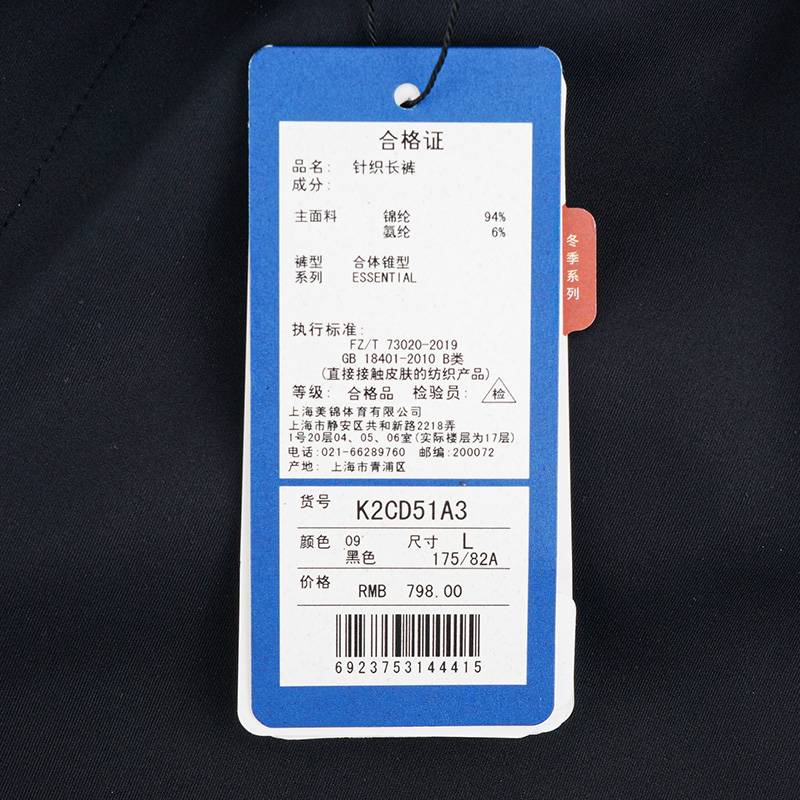 合格证
品名: 针织长裤
成分:
主面料 锦纶 94%
氨纶 6%
裤型 合体锥型
系列 ESSENTIAL
执行标准:
FZ/T 73020-2019
GB 18401-2010 B类
(直接接触皮肤的纺织产品)
等级: 合格品 检验员: 检
上海美锦体育有限公司
上海市静安区共和新路2218弄
1号20层04、05、06室(实际楼层为17层)
电话:021-66289760 邮编:200072
产地: 上海市青浦区
冬季系列
货号 K2CD51A3
颜色 09 尺寸 L
黑色 175/82A
价格 RMB 798.00
6923753144415